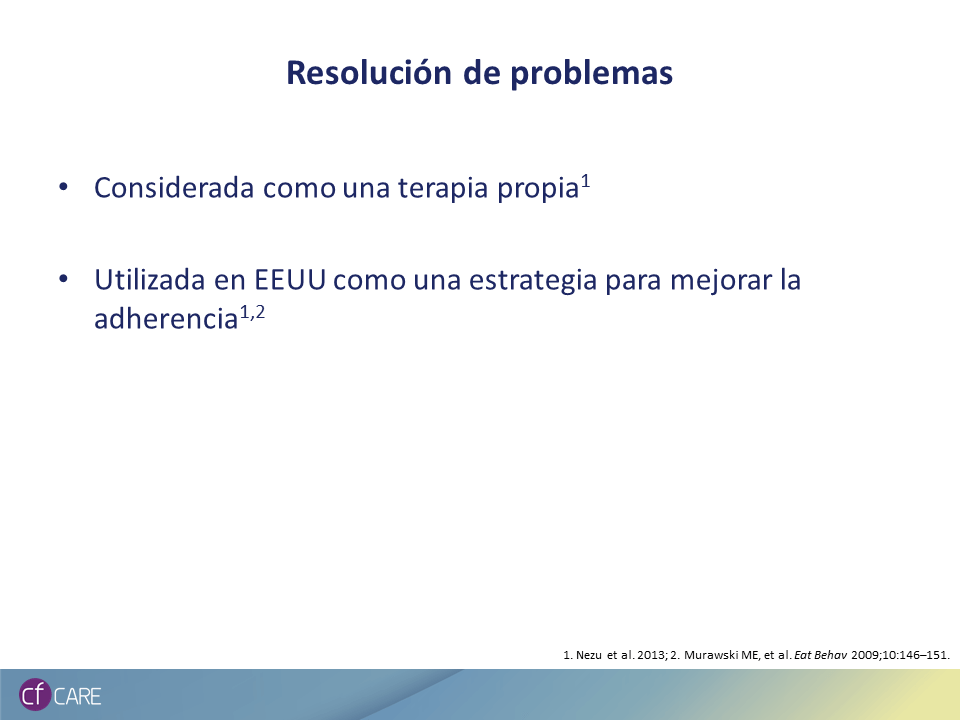 Resolución de problemas
• Considerada como una terapia propia¹
• Utilizada en EEUU como una estrategia para mejorar la
adherencia¹,²
1. Nezu et al. 2013; 2. Murawski ME, et al. Eat Behav 2009;10:146–151.
cf CARE